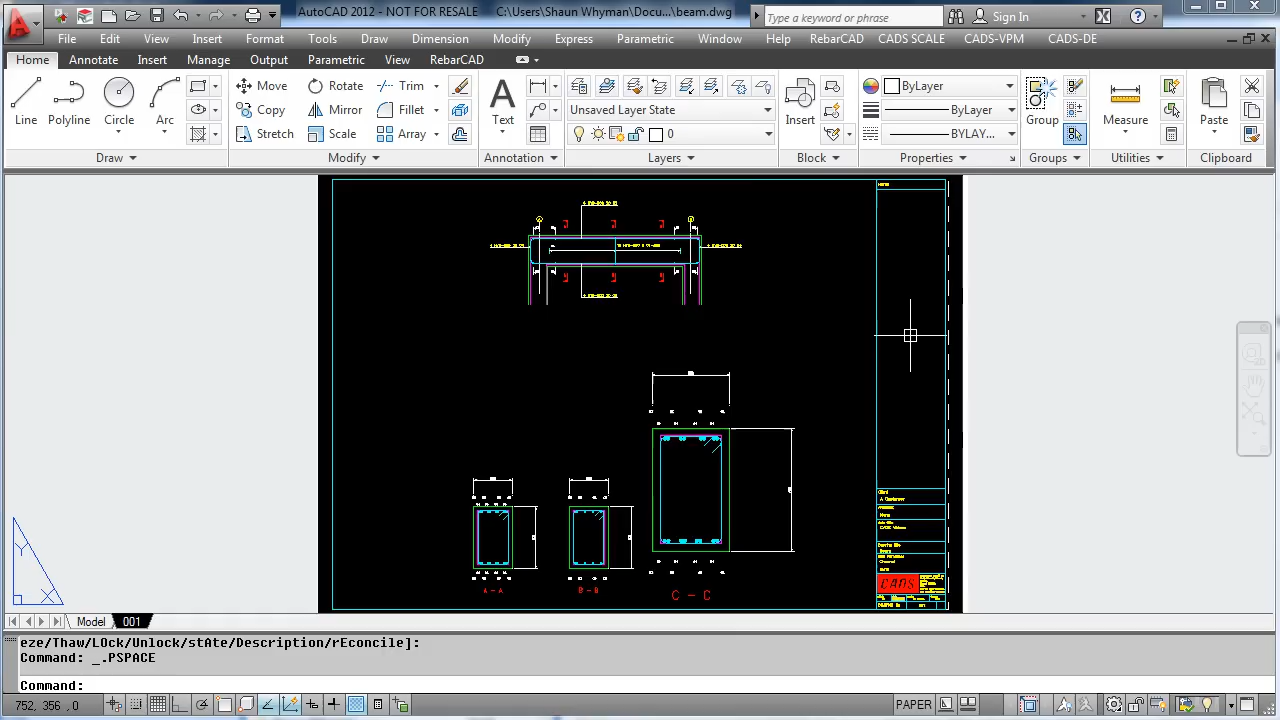 AutoCAD 2012 - NOT FOR RESALE C:\Users\Shaun Whyman\Docu...\beam.dwg
Type a keyword or phrase
Sign In
File Edit View Insert Format Tools Draw Dimension Modify Express Parametric Window Help RebarCAD CADS SCALE CADS-VPM CADS-DE
Home Annotate Insert Manage Output Parametric View RebarCAD
Line Polyline Circle Arc
Move Rotate Trim
Copy Mirror Fillet
Stretch Scale Array
Text
Unsaved Layer State
0
Insert
ByLayer
ByLayer
BYLAY...
Group Measure Paste
Draw Modify Annotation Layers Block Properties Groups Utilities Clipboard
A - A
B - B
C - C
CADS
Y
X
Model 001
eze/Thaw/LOck/Unlock/stAte/Description/rEconcile]:
Command: _.PSPACE
Command:
752, 356 , 0
PAPER